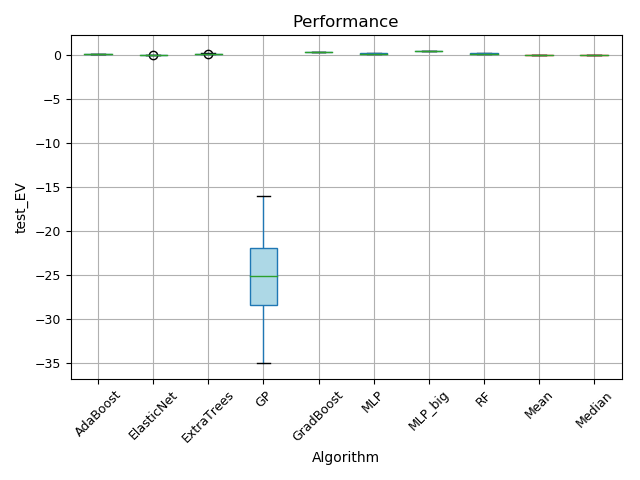 Performance
test_EV
0
−5
−10
−15
−20
−25
−30
−35
AdaBoost
ElasticNet
ExtraTrees
GP
GradBoost
MLP
MLP_big
RF
Mean
Median
Algorithm